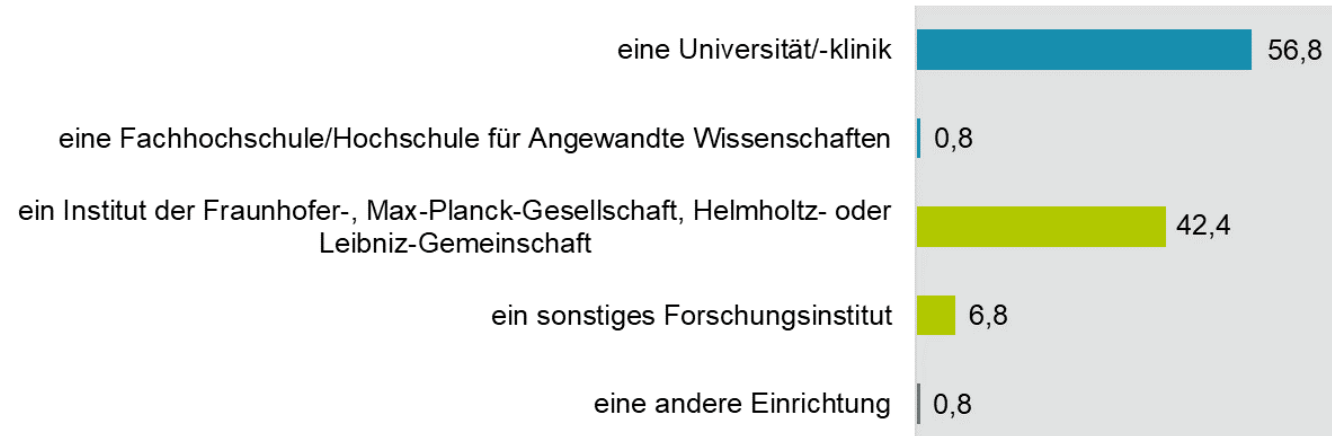 eine Universität/-klinik 56,8
eine Fachhochschule/Hochschule für Angewandte Wissenschaften 0,8
ein Institut der Fraunhofer-, Max-Planck-Gesellschaft, Helmholtz- oder
Leibniz-Gemeinschaft 42,4
ein sonstiges Forschungsinstitut 6,8
eine andere Einrichtung 0,8